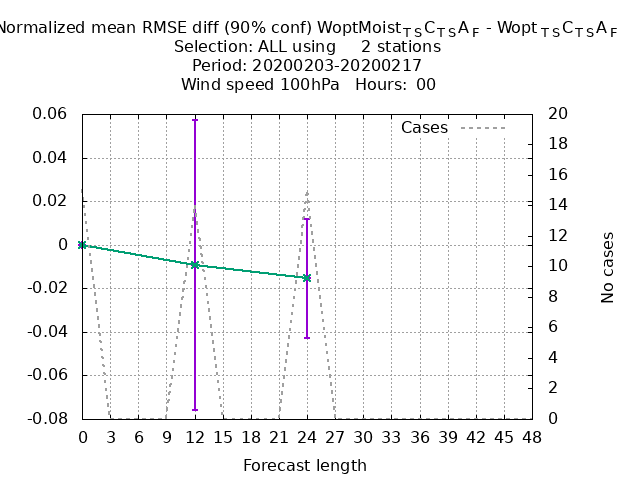 Normalized mean RMSE diff (90% conf) WoptMoistTSCTSAF - WoptTSCTSAF
Selection: ALL using 2 stations
Period: 20200203-20200217
Wind speed 100hPa Hours: 00
Cases
0.06
0.04
0.02
0
-0.02
-0.04
-0.06
-0.08
20
18
16
14
12
10
8
6
4
2
0
No cases
0 3 6 9 12 15 18 21 24 27 30 33 36 39 42 45 48
Forecast length